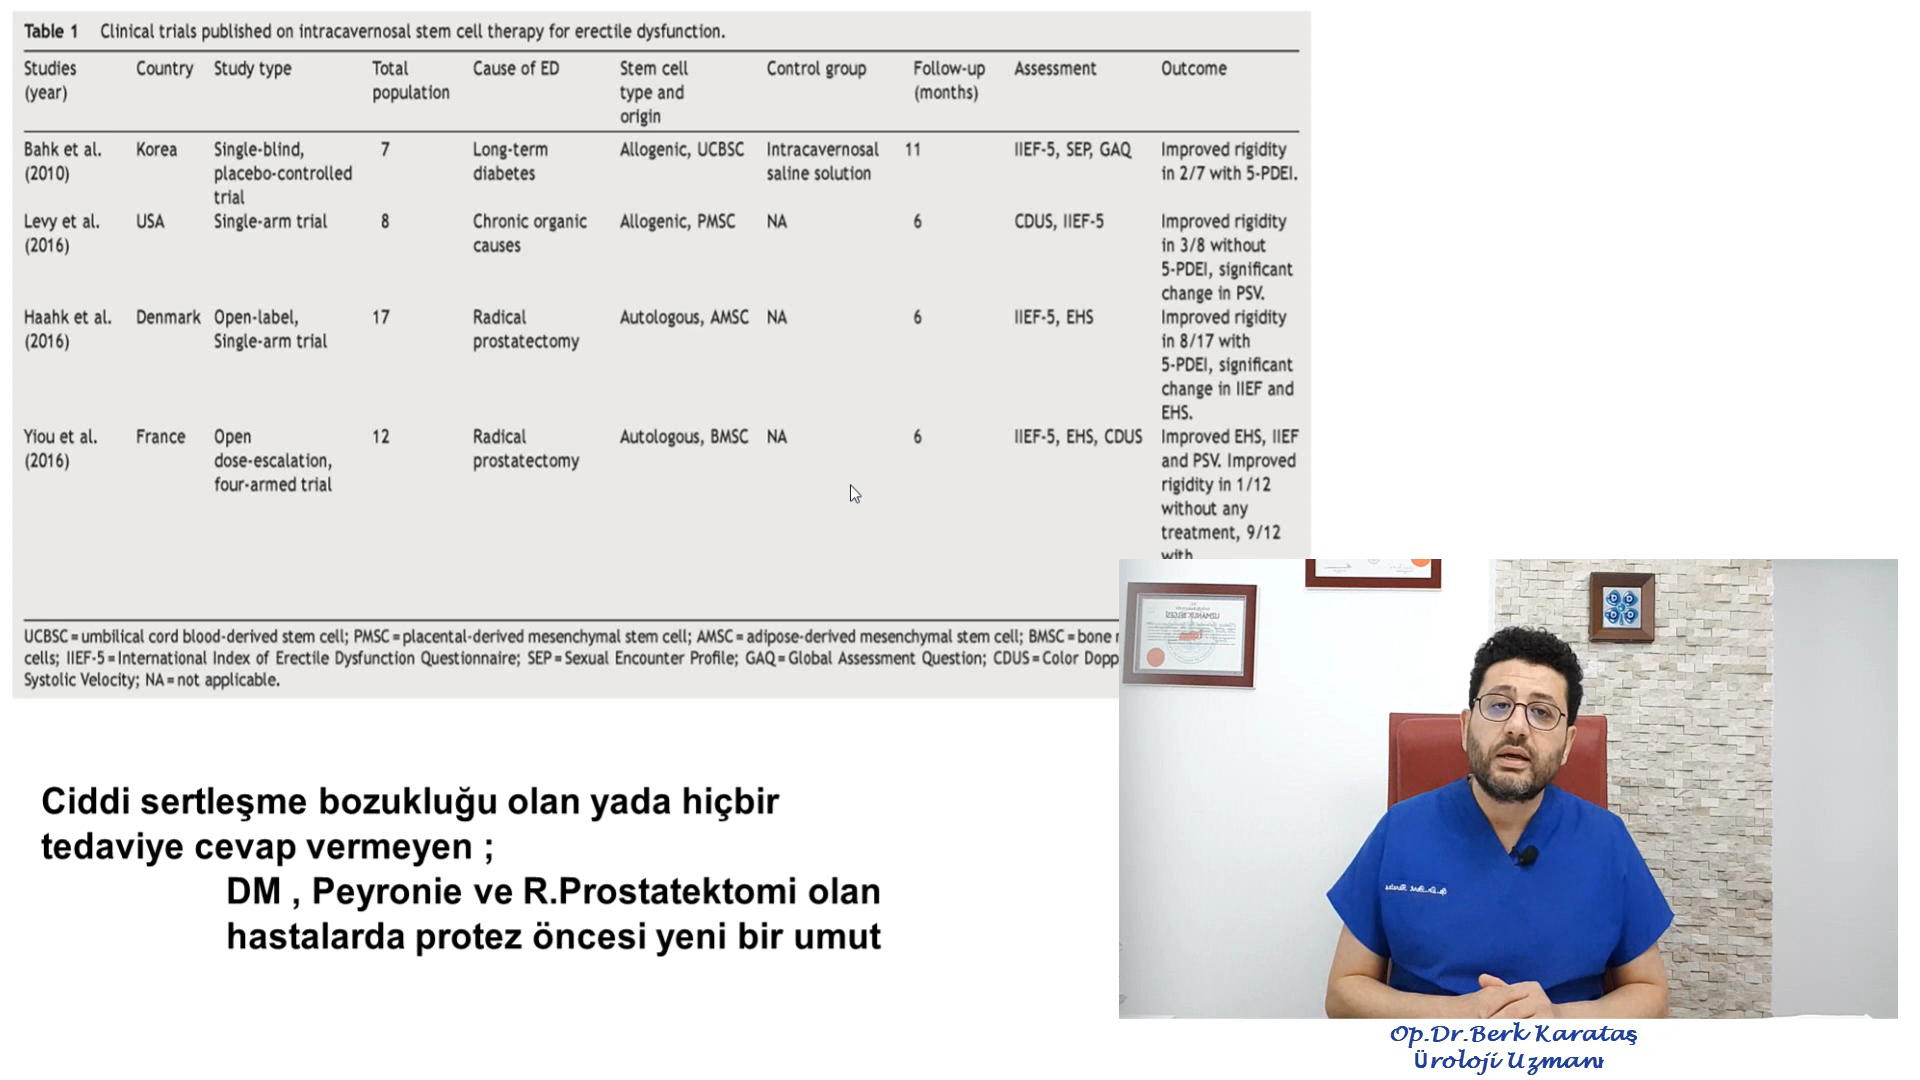 Table 1 Clinical trials published on intracavernosal stem cell therapy for erectile dysfunction.
Studies (year) Country Study type Total population Cause of ED Stem cell type and origin Control group Follow-up (months) Assessment Outcome
Bahk et al. (2010) Korea Single-blind, placebo-controlled trial 7 Long-term diabetes Allogenic, UCBSC Intracavernosal saline solution 11 IIEF-5, SEP, GAQ Improved rigidity in 2/7 with 5-PDEI.
Levy et al. (2016) USA Single-arm trial 8 Chronic organic causes Allogenic, PMSC NA 6 CDUS, IIEF-5 Improved rigidity in 3/8 without 5-PDEI, significant change in PSV.
Haahk et al. (2016) Denmark Open-label, Single-arm trial 17 Radical prostatectomy Autologous, AMSC NA 6 IIEF-5, EHS Improved rigidity in 8/17 with 5-PDEI, significant change in IIEF and EHS.
Yiou et al. (2016) France Open dose-escalation, four-armed trial 12 Radical prostatectomy Autologous, BMSC NA 6 IIEF-5, EHS, CDUS Improved EHS, IIEF and PSV. Improved rigidity in 1/12 without any treatment, 9/12 with
UCBSC = umbilical cord blood-derived stem cell; PMSC = placental-derived mesenchymal stem cell; AMSC = adipose-derived mesenchymal stem cell; BMSC = bone
cells; IIEF-5 = International Index of Erectile Dysfunction Questionnaire; SEP = Sexual Encounter Profile; GAQ = Global Assessment Question; CDUS = Color
Systolic Velocity; NA = not applicable.
Ciddi sertleşme bozukluğu olan yada hiçbir
tedaviye cevap vermeyen ;
DM , Peyronie ve R.Prostatektomi olan
hastalarda protez öncesi yeni bir umut
Op.Dr.Berk Karataş
Üroloji Uzmanı